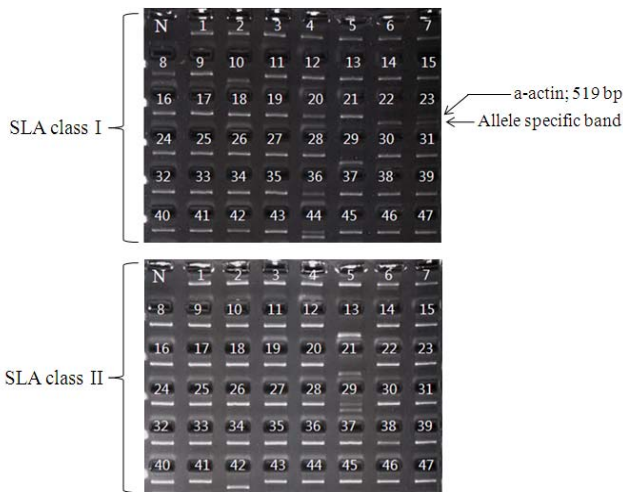 N 1 2 3 4 5 6 7
8 9 10 11 12 13 14 15
16 17 18 19 20 21 22 23
24 25 26 27 28 29 30 31
32 33 34 35 36 37 38 39
40 41 42 43 44 45 46 47
SLA class I
a-actin; 519 bp
Allele specific band
N 1 2 3 4 5 6 7
8 9 10 11 12 13 14 15
16 17 18 19 20 21 22 23
24 25 26 27 28 29 30 31
32 33 34 35 36 37 38 39
40 41 42 43 44 45 46 47
SLA class II